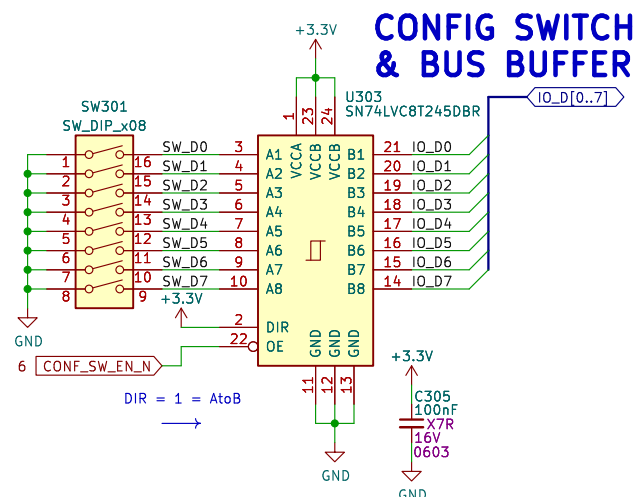 CONFIG SWITCH
& BUS BUFFER
+3.3V
IO_D[0..7]
SW301
SW_DIP_x08
U303
SN74LVC8T245DBR
1 23 24
VCCA VCCB VCCB
1 16 SW_D0 3 A1 B1 21 IO_D0
2 15 SW_D1 4 A2 B2 20 IO_D1
3 14 SW_D2 5 A3 B3 19 IO_D2
4 13 SW_D3 6 A4 B4 18 IO_D3
5 12 SW_D4 7 A5 B5 17 IO_D4
6 11 SW_D5 8 A6 B6 16 IO_D5
7 10 SW_D6 9 A7 B7 15 IO_D6
8 9 SW_D7 10 A8 B8 14 IO_D7
+3.3V
GND
2 DIR
22 OE
GND GND GND
11 12 13
6 CONF_SW_EN_N
DIR = 1 = AtoB
GND
+3.3V
C305
100nF
X7R
16V
0603
GND